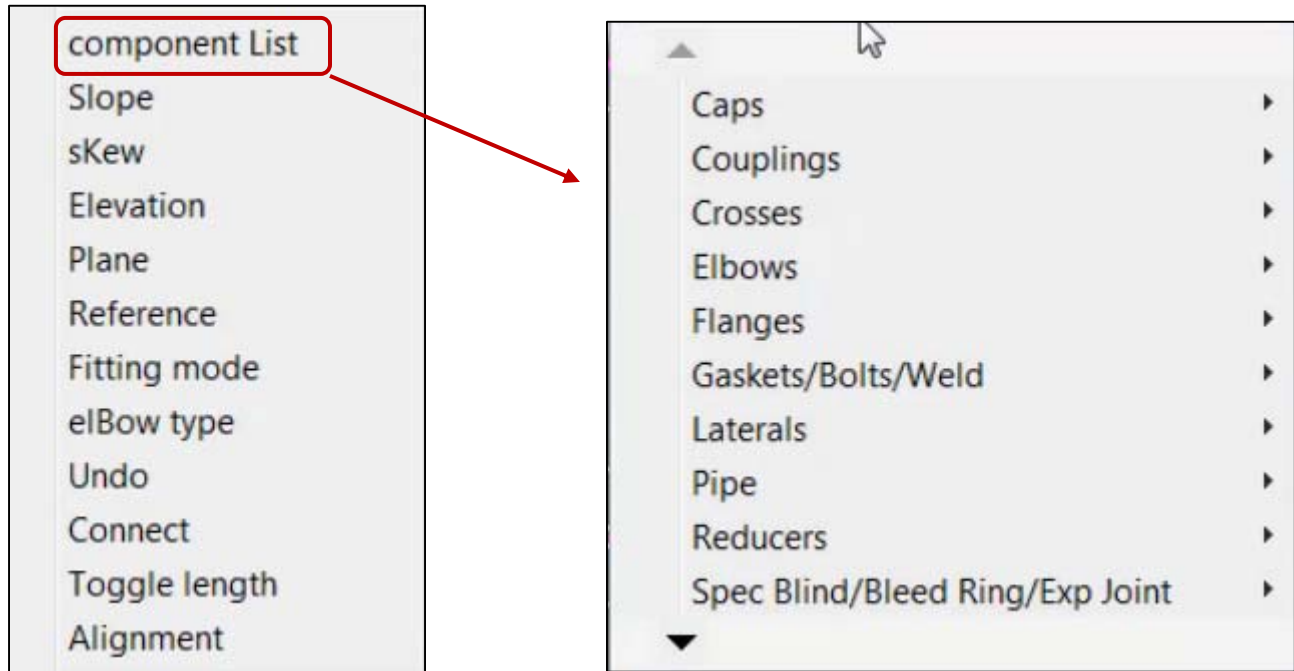 component List
Slope
sKew
Elevation
Plane
Reference
Fitting mode
elBow type
Undo
Connect
Toggle length
Alignment
Caps
Couplings
Crosses
Elbows
Flanges
Gaskets/Bolts/Weld
Laterals
Pipe
Reducers
Spec Blind/Bleed Ring/Exp Joint